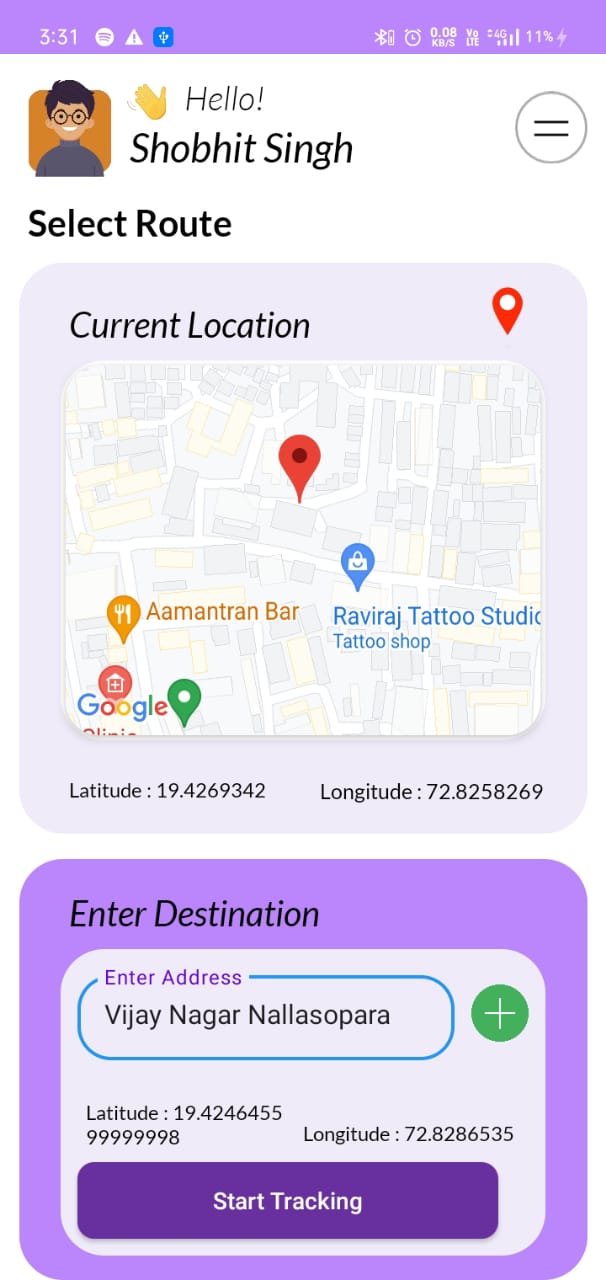 3:31
0.08 KB/S
Vo LTE
4G
11%
Hello!
Shobhit Singh
Select Route
Current Location
Aamantran Bar
Raviraj Tattoo Studio
Tattoo shop
Google
Clinic
Latitude : 19.4269342
Longitude : 72.8258269
Enter Destination
Enter Address
Vijay Nagar Nallasopara
Latitude : 19.4246455
99999998
Longitude : 72.8286535
Start Tracking